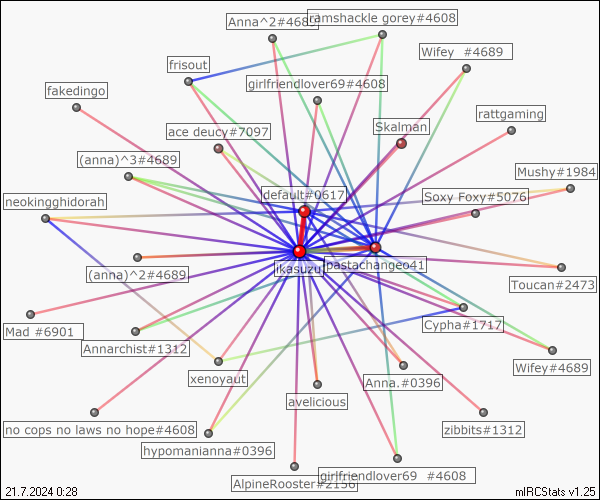 Anna^2#4689
ramshackle gorey#4608
Wifey #4689
frisout
girlfriendlover69#4608
fakedingo
ace deucy#7097
Skalman
rattgaming
(anna)^3#4689
Mushy#1984
default#0617
Soxy Foxy#5076
neokingghidorah
ikasuzu
pastachange641
(anna)^2#4689
Toucan#2473
Mad #6901
Annarchist#1312
Cypha#1717
xenoyaut
Anna.#0396
Wifey#4689
avelicious
no cops no laws no hope#4608
zibbits#1312
hypomanianna#0396
AlpineRooster#2156
girlfriendlover69 #4608
21.7.2024 0:28
mIRCStats v1.25